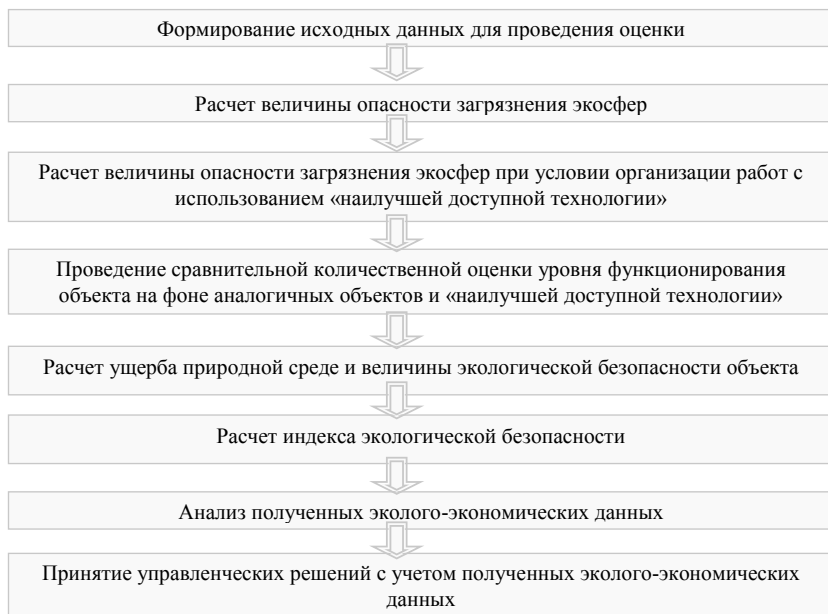 Формирование исходных данных для проведения оценки
Расчет величины опасности загрязнения экосфер
Расчет величины опасности загрязнения экосфер при условии организации работ с
использованием «наилучшей доступной технологии»
Проведение сравнительной количественной оценки уровня функционирования
объекта на фоне аналогичных объектов и «наилучшей доступной технологии»
Расчет ущерба природной среде и величины экологической безопасности объекта
Расчет индекса экологической безопасности
Анализ полученных эколого-экономических данных
Принятие управленческих решений с учетом полученных эколого-экономических
данных